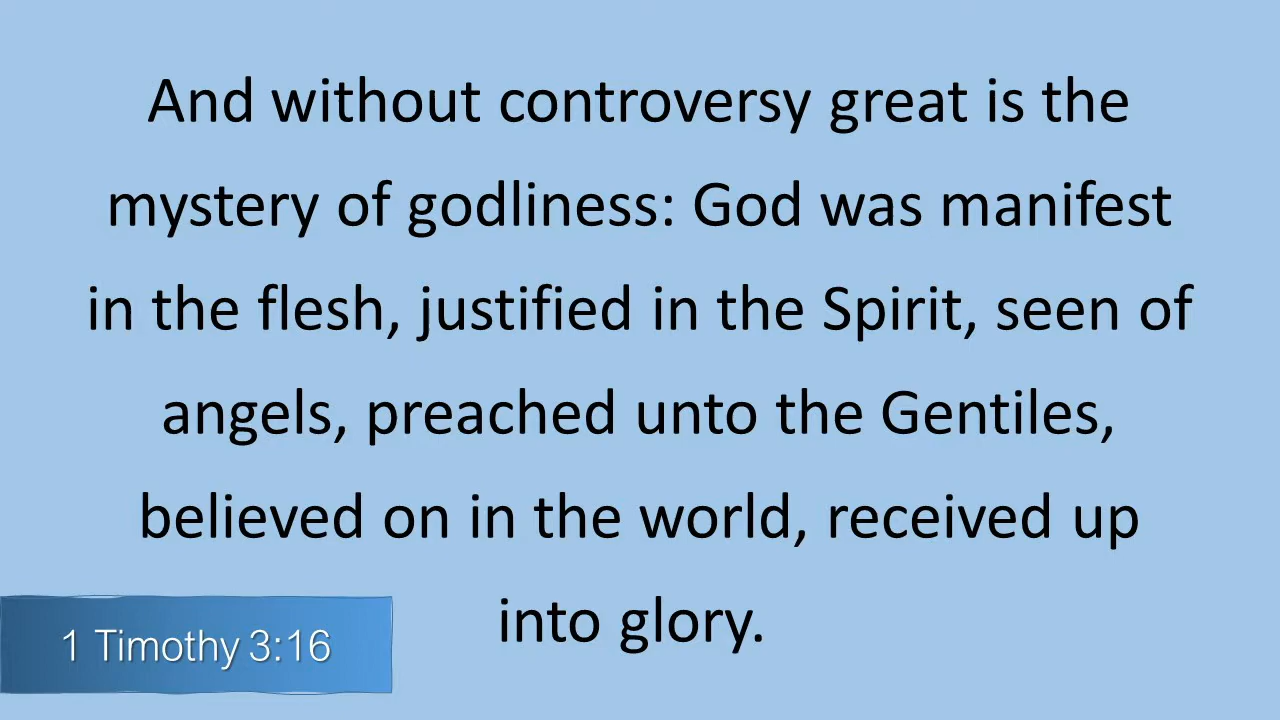 And without controversy great is the
mystery of godliness: God was manifest
in the flesh, justified in the Spirit, seen of
angels, preached unto the Gentiles,
believed on in the world, received up
into glory.
1 Timothy 3:16